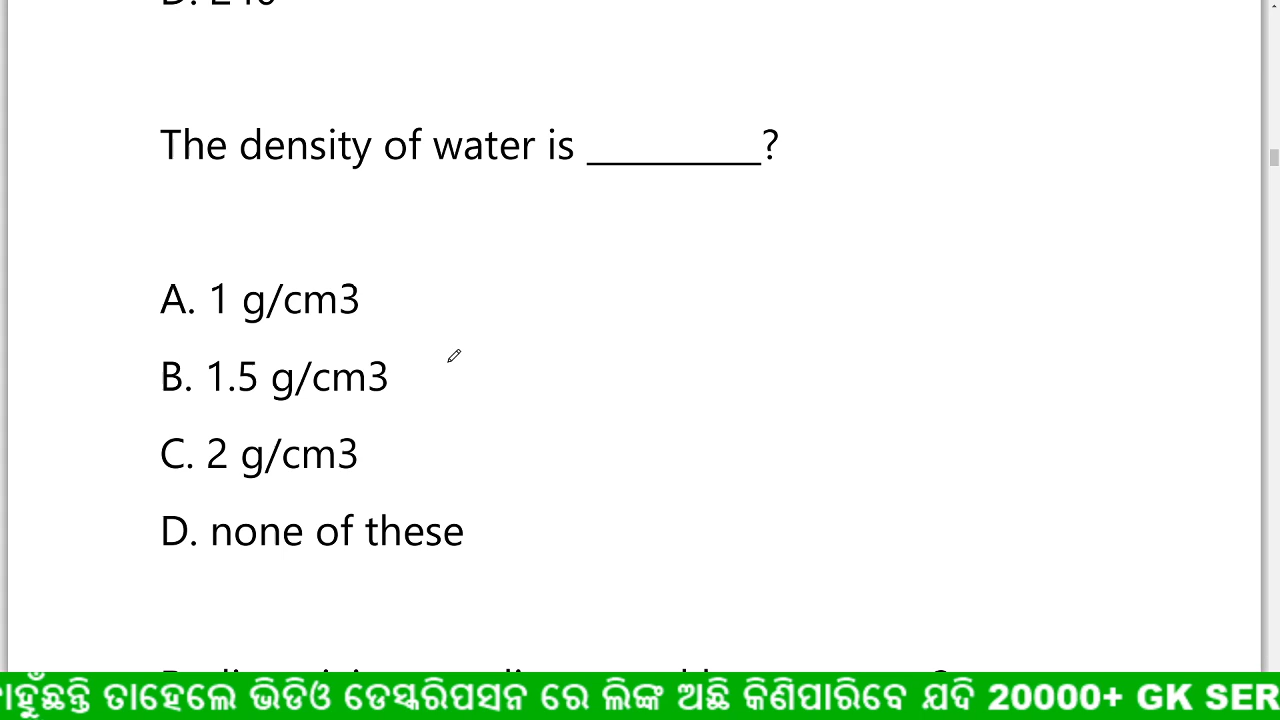 The density of water is _________?
A. 1 g/cm3
B. 1.5 g/cm3
C. 2 g/cm3
D. none of these
ତାହେଲେ ଭିଡିଓ ଡେସ୍କରିପସନ ରେ ଲିଙ୍କ ଅଛି କିଣିପାରିବେ ଯଦି 20000+ GK SER